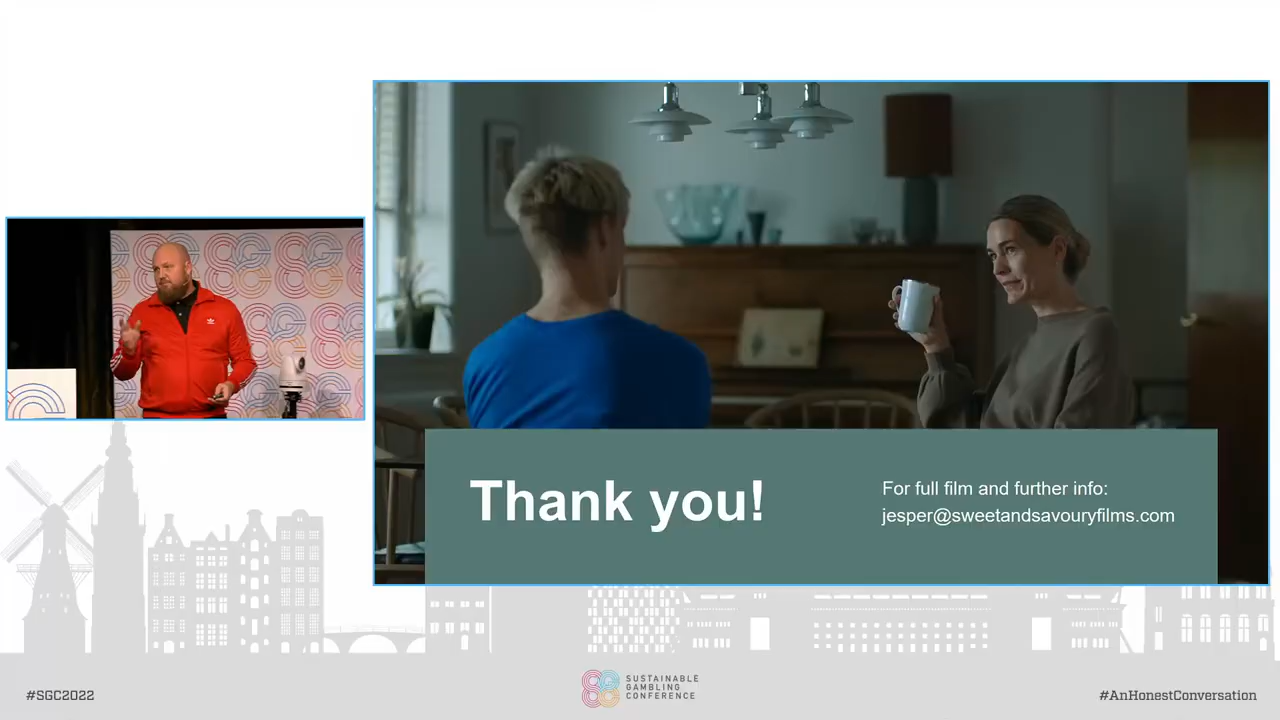 Thank you!
For full film and further info:
jesper@sweetandsavouryfilms.com
#SGC2022
SUSTAINABLE
GAMBLING
CONFERENCE
#AnHonestConversation